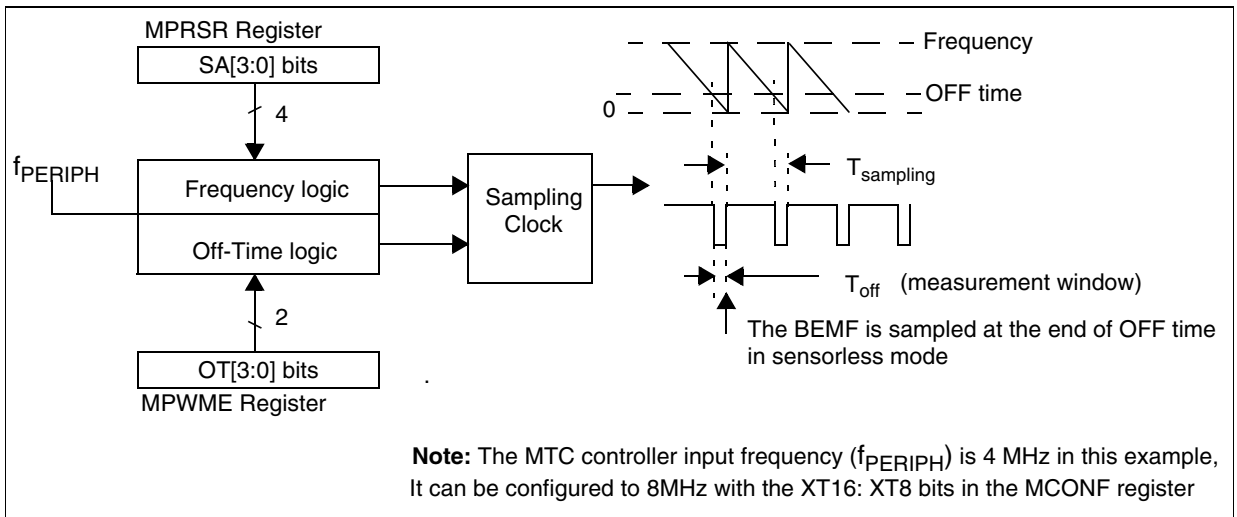 MPRSR Register
SA[3:0] bits
4
fPERIPH
Frequency logic
Off-Time logic
Sampling
Clock
2
OT[3:0] bits
MPWME Register
.
Frequency
OFF time
0
Tsampling
Toff (measurement window)
The BEMF is sampled at the end of OFF time
in sensorless mode
Note: The MTC controller input frequency (fPERIPH) is 4 MHz in this example,
It can be configured to 8MHz with the XT16: XT8 bits in the MCONF register